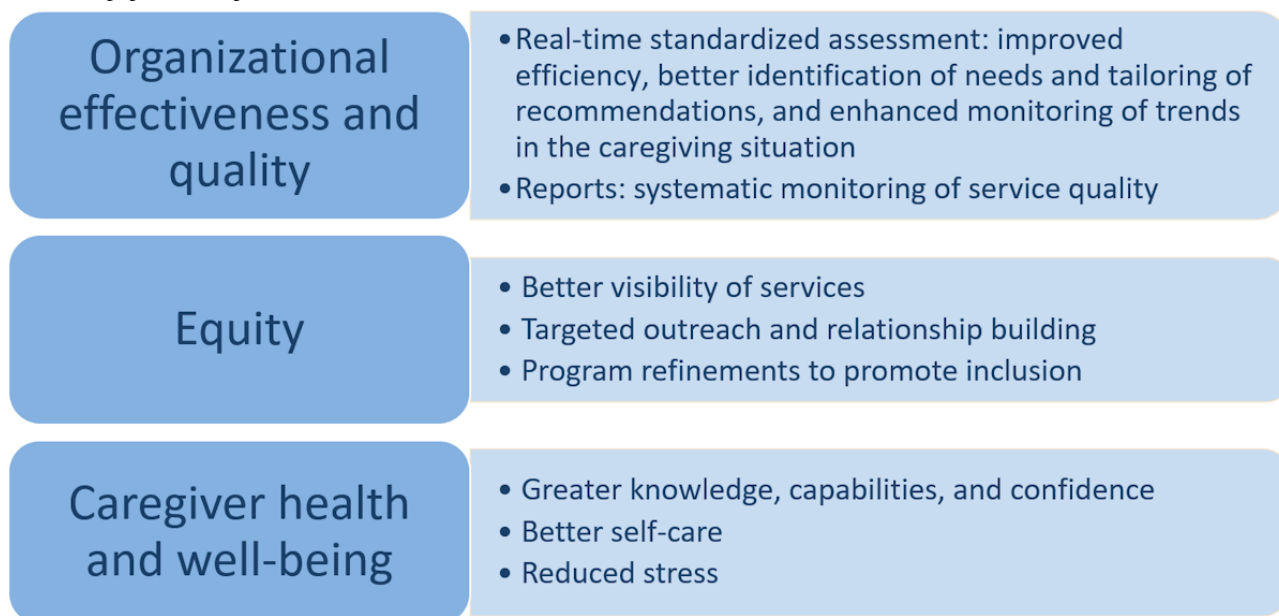 Organizational
effectiveness and
quality
•Real-time standardized assessment: improved
efficiency, better identification of needs and tailoring of
recommendations, and enhanced monitoring of trends
in the caregiving situation
•Reports: systematic monitoring of service quality
Equity
• Better visibility of services
• Targeted outreach and relationship building
• Program refinements to promote inclusion
Caregiver health
and well-being
• Greater knowledge, capabilities, and confidence
• Better self-care
• Reduced stress